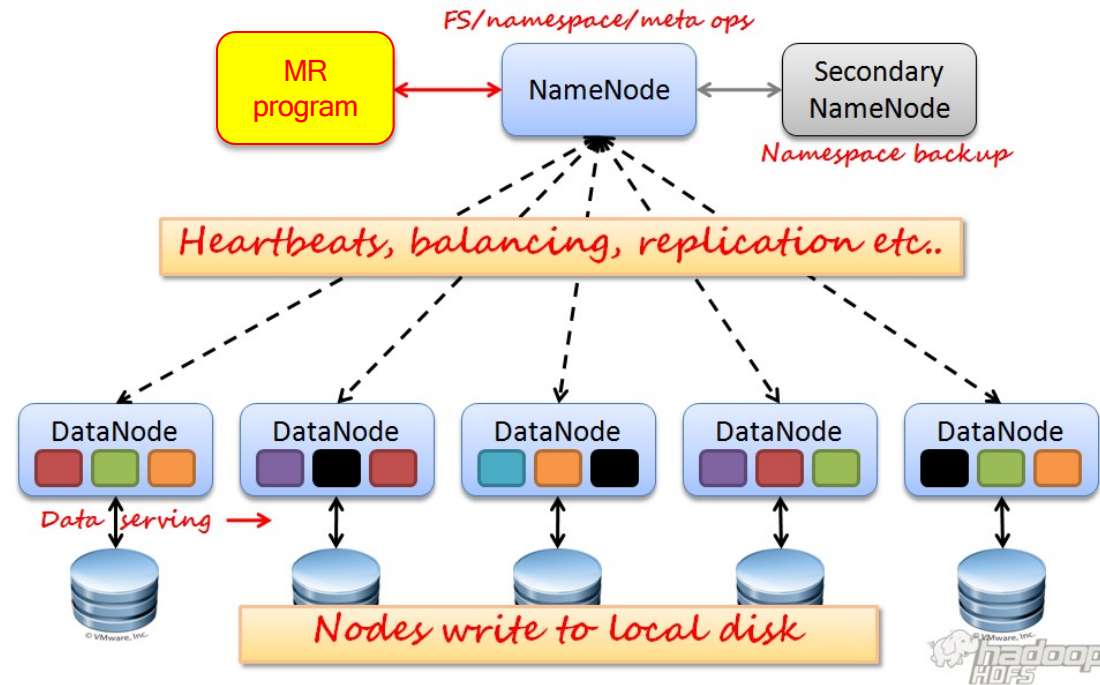 FS/namespace/meta ops
MR
program
NameNode
Secondary
NameNode
Namespace backup
Heartbeats, balancing, replication etc..
DataNode
DataNode
DataNode
DataNode
DataNode
Data serving
© VMware, Inc.
Nodes write to local disk
© VMware, Inc.
hadoop
HDFS